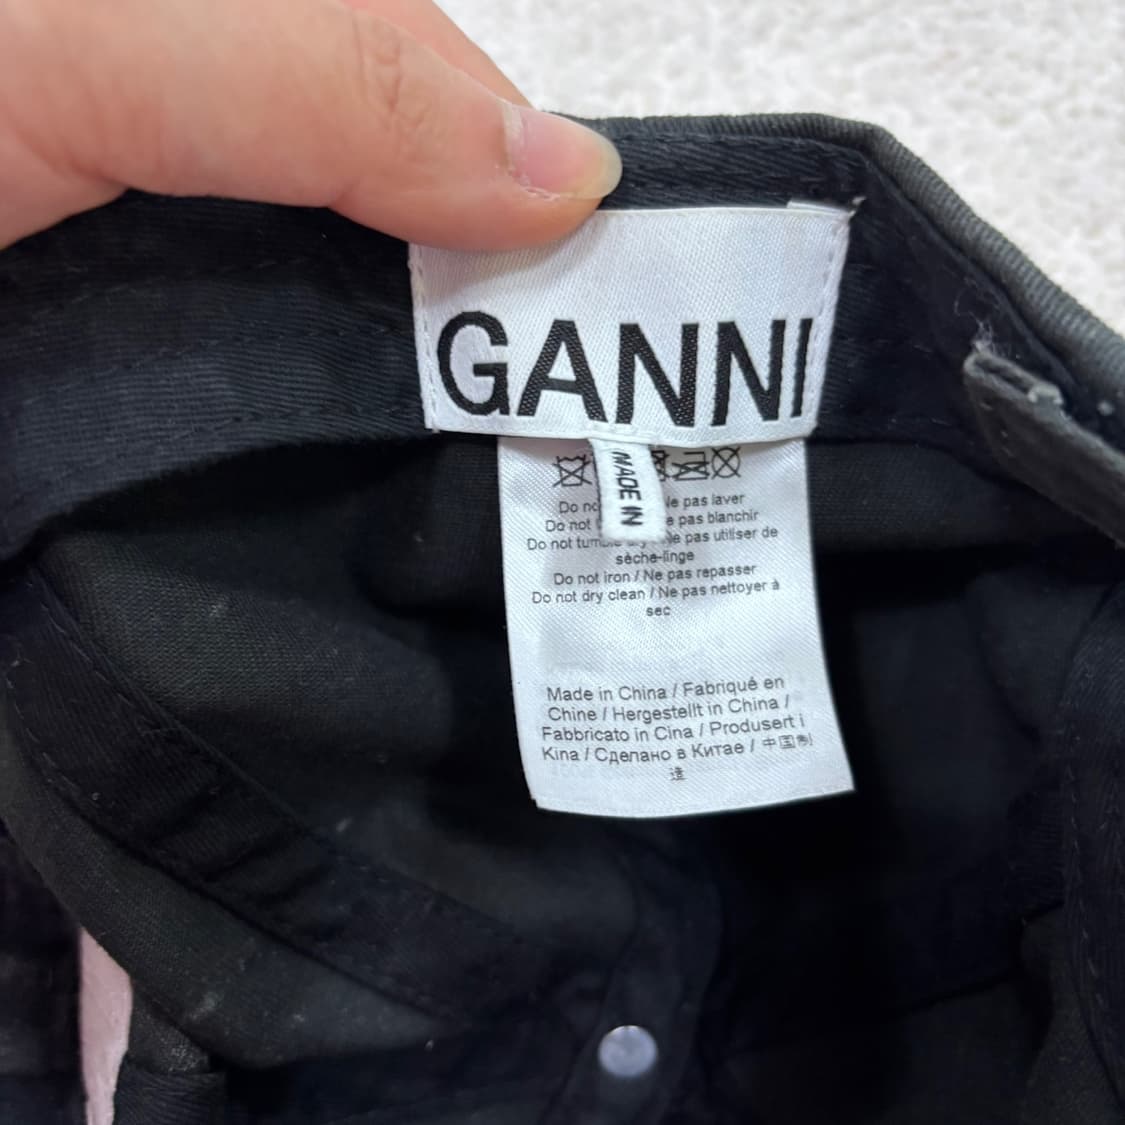 GANNI
MADE IN
Do not pas laver
Do not pas blanchir
Do not tumble dry / Ne pas utiliser de
sèche-linge
Do not iron / Ne pas repasser
Do not dry clean / Ne pas nettoyer à
sec
Made in China / Fabriqué en
Chine / Hergestellt in China /
Fabbricato in Cina / Produsert i
Kina / Сделано в Китае / 中国制
造